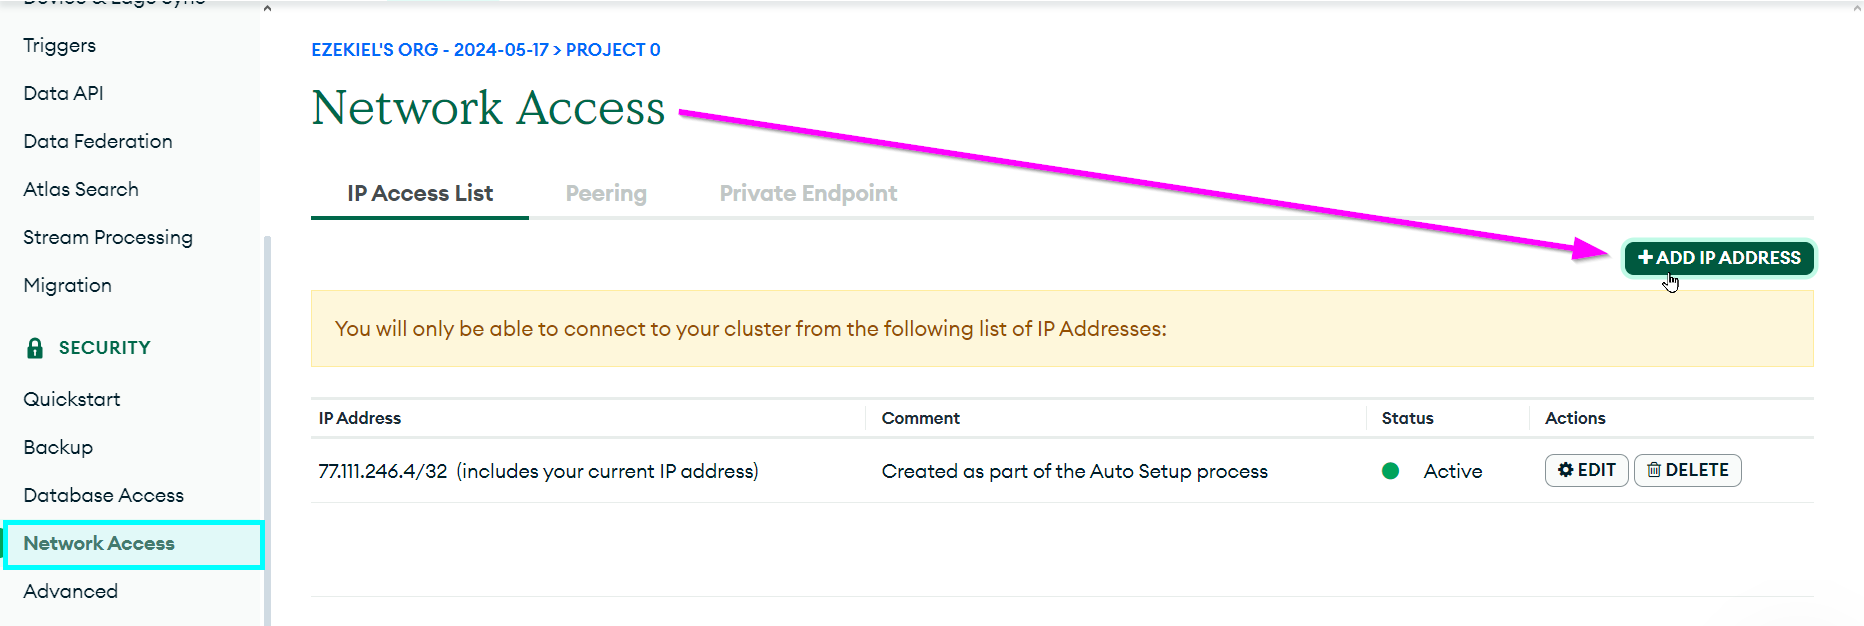 Device & Edge Sync
Triggers
Data API
Data Federation
Atlas Search
Stream Processing
Migration
SECURITY
Quickstart
Backup
Database Access
Network Access
Advanced
EZEKIEL'S ORG - 2024-05-17 > PROJECT 0
Network Access
IP Access List Peering Private Endpoint
+ ADD IP ADDRESS
You will only be able to connect to your cluster from the following list of IP Addresses:
IP Address Comment Status Actions
77.111.246.4/32 (includes your current IP address) Created as part of the Auto Setup process Active EDIT DELETE